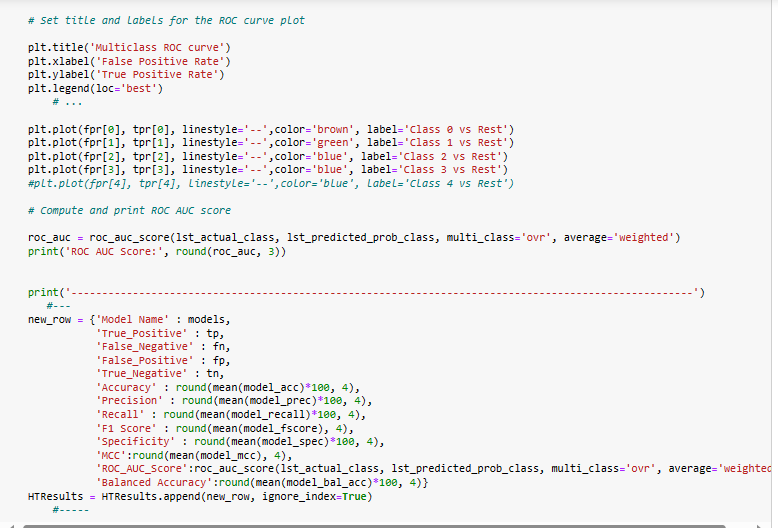 # Set title and labels for the ROC curve plot
plt.title('Multiclass ROC curve')
plt.xlabel('False Positive Rate')
plt.ylabel('True Positive Rate')
plt.legend(loc='best')
# ...
plt.plot(fpr[0], tpr[0], linestyle='--',color='brown', label='Class 0 vs Rest')
plt.plot(fpr[1], tpr[1], linestyle='--',color='green', label='Class 1 vs Rest')
plt.plot(fpr[2], tpr[2], linestyle='--',color='blue', label='Class 2 vs Rest')
plt.plot(fpr[3], tpr[3], linestyle='--',color='blue', label='Class 3 vs Rest')
#plt.plot(fpr[4], tpr[4], linestyle='--',color='blue', label='Class 4 vs Rest')
# Compute and print ROC AUC score
roc_auc = roc_auc_score(lst_actual_class, lst_predicted_prob_class, multi_class='ovr', average='weighted')
print('ROC AUC Score:', round(roc_auc, 3))
print('------------------------------------------------------------------------------------------')
#---
new_row = {'Model Name' : models,
'True_Positive' : tp,
'False_Negative' : fn,
'False_Positive' : fp,
'True_Negative' : tn,
'Accuracy' : round(mean(model_acc)*100, 4),
'Precision' : round(mean(model_prec)*100, 4),
'Recall' : round(mean(model_recall)*100, 4),
'F1 Score' : round(mean(model_fscore), 4),
'Specificity' : round(mean(model_spec)*100, 4),
'MCC':round(mean(model_mcc), 4),
'ROC_AUC_Score':roc_auc_score(lst_actual_class, lst_predicted_prob_class, multi_class='ovr', average='weighted
'Balanced Accuracy':round(mean(model_bal_acc)*100, 4)}
HTResults = HTResults.append(new_row, ignore_index=True)
#-----